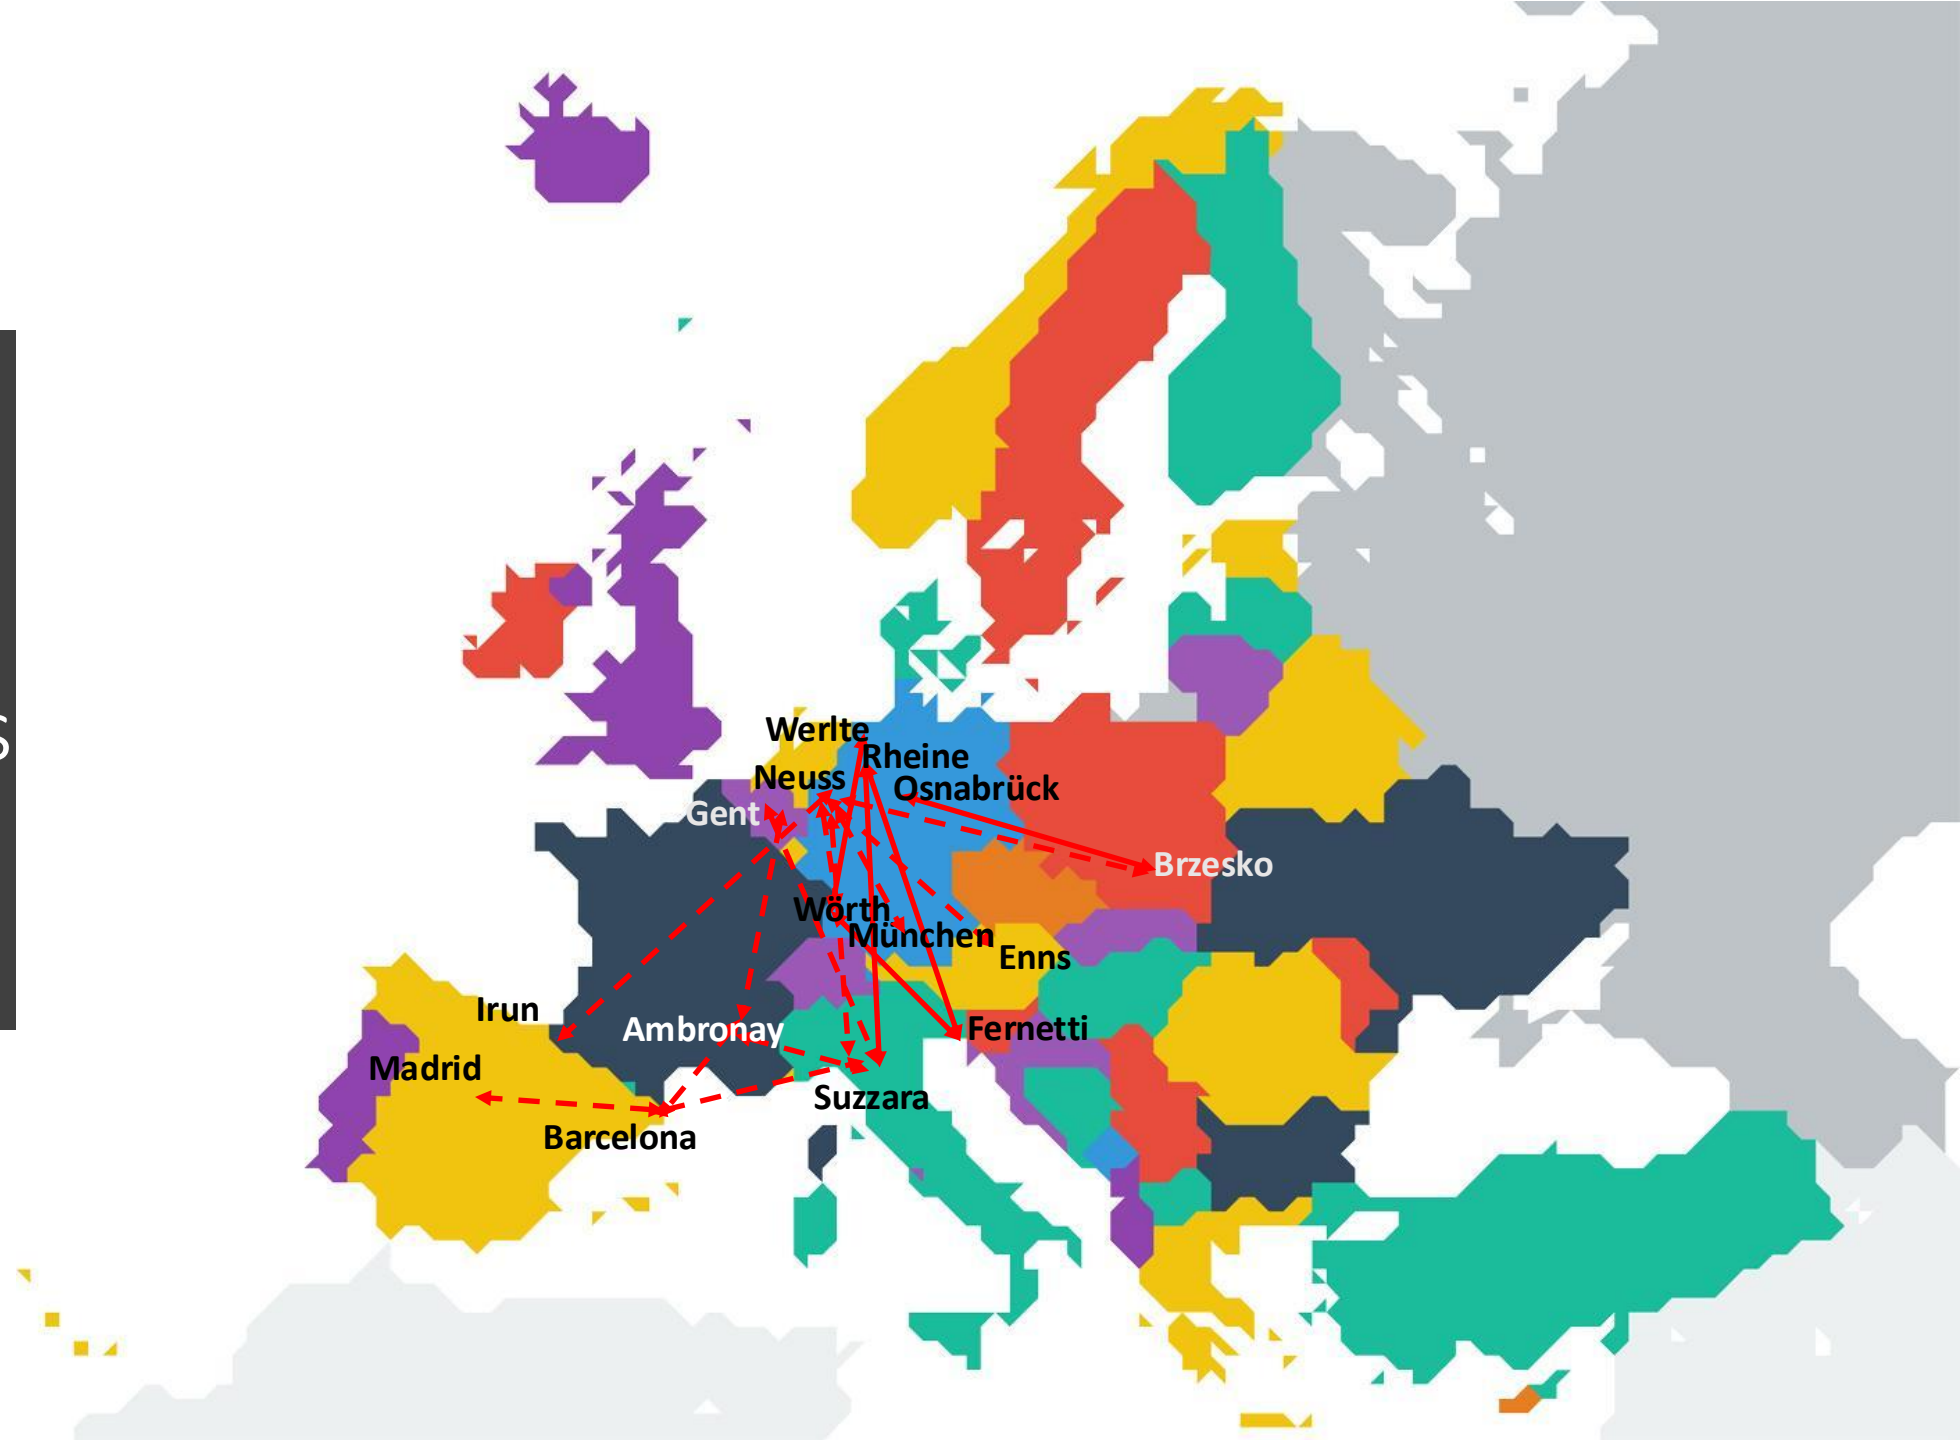 s
Werlte
Rheine
Neuss
Osnabrück
Gent
Brzesko
Wörth
München
Enns
Irun
Ambronay
Fernetti
Madrid
Suzzara
Barcelona